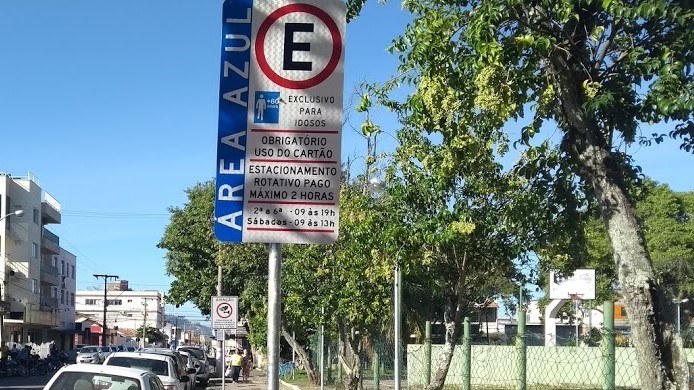 ÁREA AZUL
E
+60
EXCLUSIVO
PARA
IDOSOS
OBRIGATÓRIO
USO DO CARTÃO
ESTACIONAMENTO
ROTATIVO PAGO
MÁXIMO 2 HORAS
2ª a 6ª - 09 às 19h
Sábados - 09 às 13h